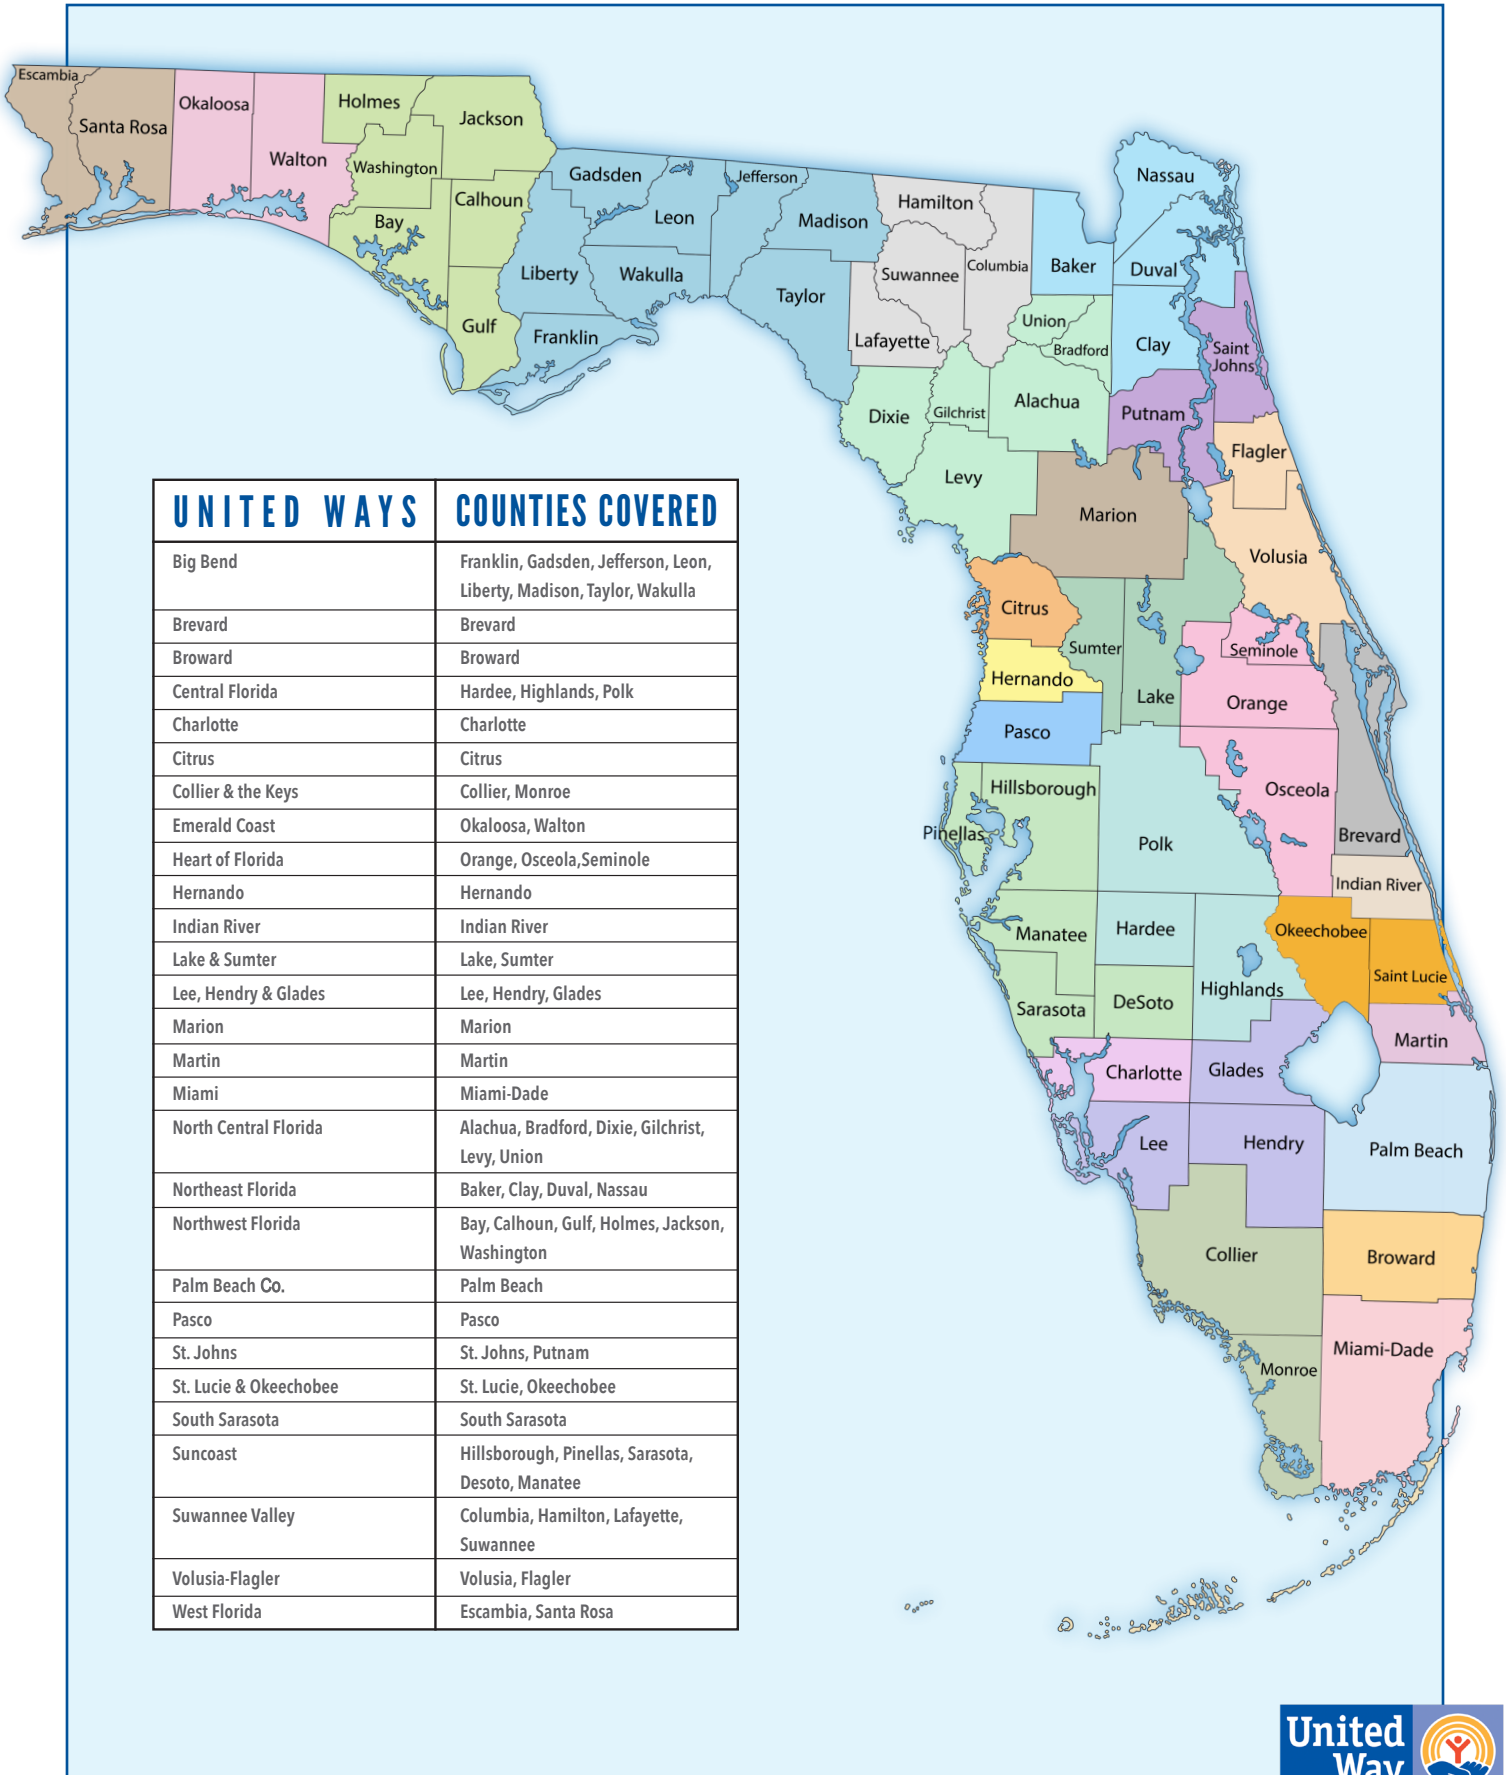 Escambia
Santa Rosa
Okaloosa
Walton
Holmes
Jackson
Washington
Bay
Calhoun
Gulf
Gadsden
Leon
Jefferson
Madison
Liberty
Wakulla
Franklin
Taylor
Hamilton
Suwannee
Columbia
Lafayette
Baker
Nassau
Duval
Clay
Union
Bradford
Saint
Johns
Putnam
Alachua
Gilchrist
Dixie
Levy
Flagler
Marion
Volusia
Citrus
Sumter
Lake
Seminole
Orange
Hernando
Pasco
Osceola
Brevard
Hillsborough
Pinellas
Polk
Indian River
Manatee
Hardee
Okeechobee
Saint Lucie
Highlands
Sarasota
DeSoto
Martin
Charlotte
Glades
Lee
Hendry
Palm Beach
Collier
Broward
Monroe
Miami-Dade
UNITED WAYS COUNTIES COVERED
Big Bend Franklin, Gadsden, Jefferson, Leon,
Liberty, Madison, Taylor, Wakulla
Brevard Brevard
Broward Broward
Central Florida Hardee, Highlands, Polk
Charlotte Charlotte
Citrus Citrus
Collier & the Keys Collier, Monroe
Emerald Coast Okaloosa, Walton
Heart of Florida Orange, Osceola,Seminole
Hernando Hernando
Indian River Indian River
Lake & Sumter Lake, Sumter
Lee, Hendry & Glades Lee, Hendry, Glades
Marion Marion
Martin Martin
Miami Miami-Dade
North Central Florida Alachua, Bradford, Dixie, Gilchrist,
Levy, Union
Northeast Florida Baker, Clay, Duval, Nassau
Northwest Florida Bay, Calhoun, Gulf, Holmes, Jackson,
Washington
Palm Beach Co. Palm Beach
Pasco Pasco
St. Johns St. Johns, Putnam
St. Lucie & Okeechobee St. Lucie, Okeechobee
South Sarasota South Sarasota
Suncoast Hillsborough, Pinellas, Sarasota,
Desoto, Manatee
Suwannee Valley Columbia, Hamilton, Lafayette,
Suwannee
Volusia-Flagler Volusia, Flagler
West Florida Escambia, Santa Rosa
United
Way